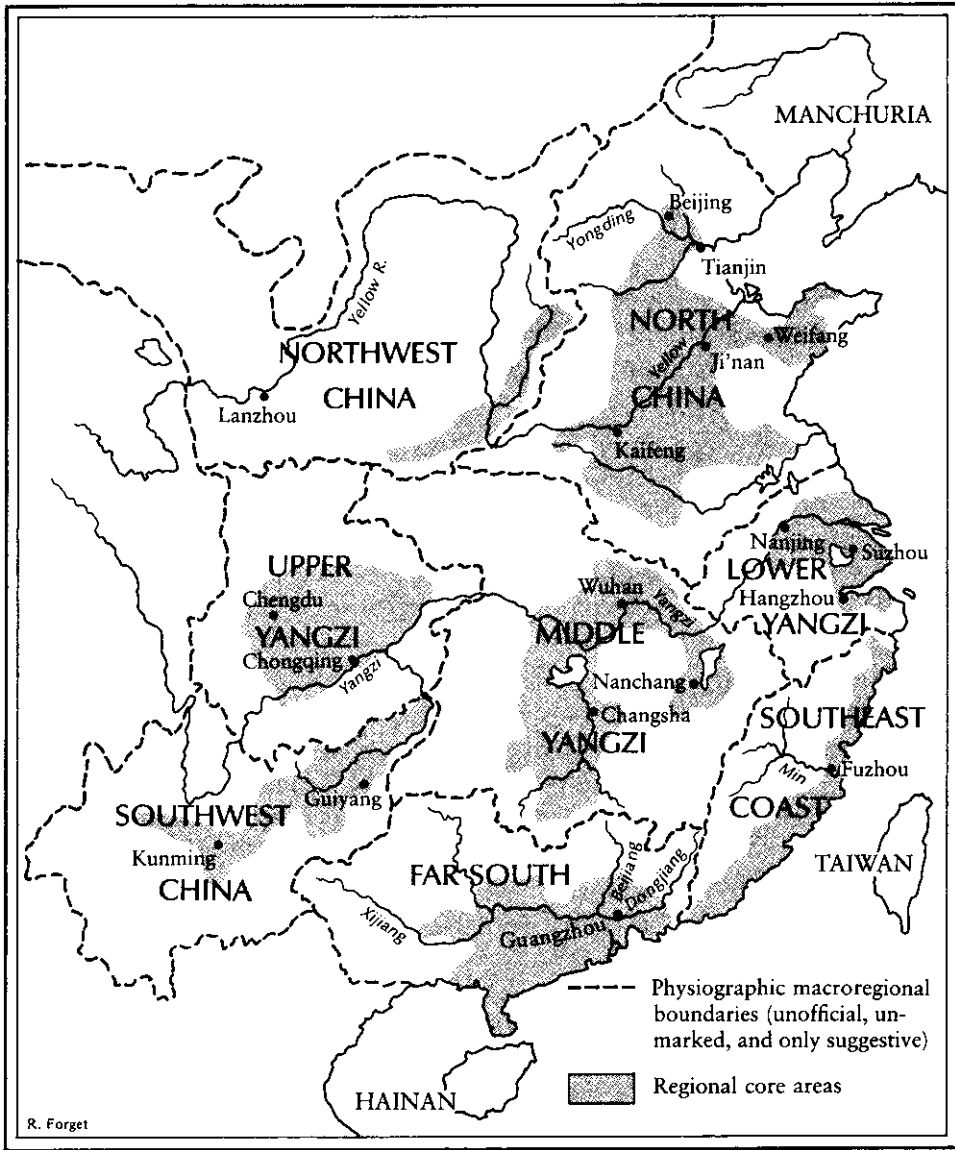 MANCHURIA
Beijing
Yongding
Tianjin
Yellow R.
NORTH
Weifang
Yellow
Ji'nan
NORTHWEST
CHINA
CHINA
Lanzhou
Kaifeng
Nanjing
Suzhou
UPPER
LOWER
Wuhan
Yangzi
Chengdu
Hangzhou
YANGZI
MIDDLE
YANGZI
Chongqing
Yangzi
Nanchang
Changsha
SOUTHEAST
YANGZI
Fuzhou
Min
Guiyang
COAST
SOUTHWEST
Kunming
TAIWAN
FAR SOUTH
Beijiang
Dongjiang
CHINA
Xijiang
Guangzhou
Physiographic macroregional
boundaries (unofficial, un-
marked, and only suggestive)
Regional core areas
HAINAN
R. Forget